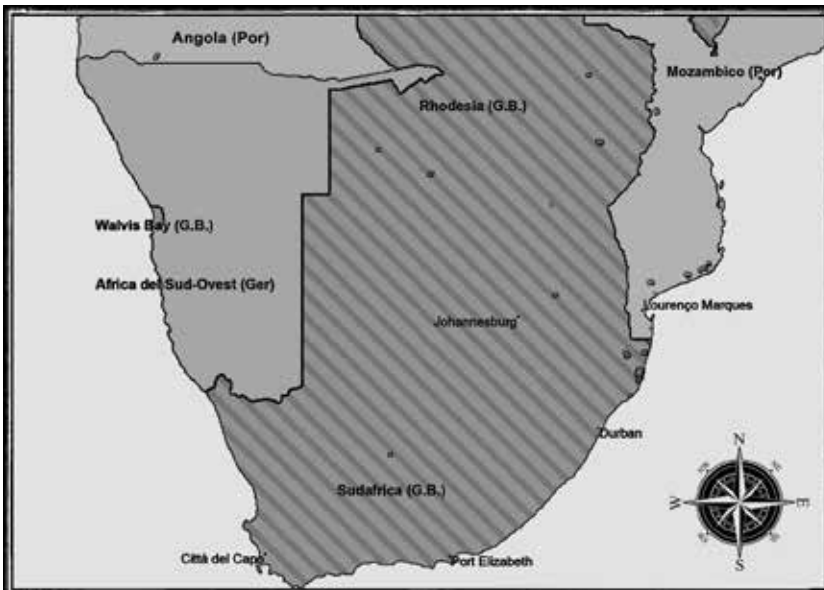 Angola (Por)
Mozambico (Por)
Rhodesia (G.B.)
Walvis Bay (G.B.)
Africa del Sud-Ovest (Ger)
Lourenço Marques
Johannesburg
Durban
Sudafrica (G.B.)
Città del Capo
Port Elizabeth
N
W
E
S